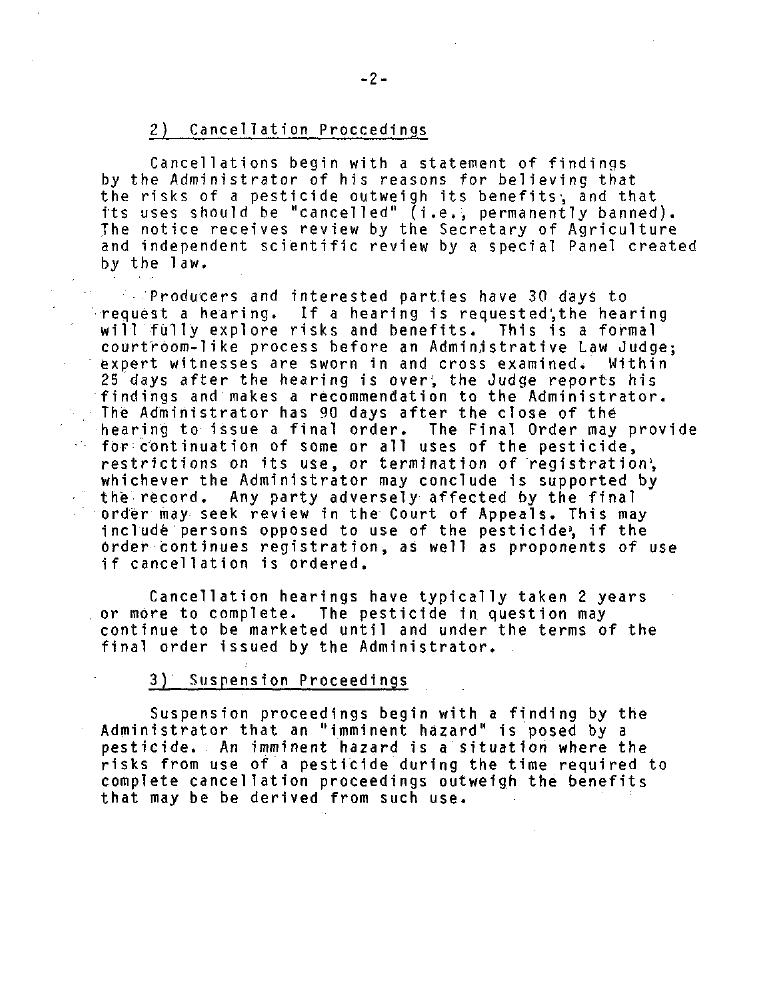 -2-
2) Cancellation Proccedings
Cancellations begin with a statement of findings
by the Administrator of his reasons for believing that
the risks of a pesticide outweigh its benefits, and that
its uses should be "cancelled" (i.e., permanently banned).
The notice receives review by the Secretary of Agriculture
and independent scientific review by a special Panel created
by the law.
Producers and interested parties have 30 days to
request a hearing. If a hearing is requested,the hearing
will fully explore risks and benefits. This is a formal
courtroom-like process before an Administrative Law Judge;
expert witnesses are sworn in and cross examined. Within
25 days after the hearing is over, the Judge reports his
findings and makes a recommendation to the Administrator.
The Administrator has 90 days after the close of the
hearing to issue a final order. The Final Order may provide
for continuation of some or all uses of the pesticide,
restrictions on its use, or termination of registration,
whichever the Administrator may conclude is supported by
the record. Any party adversely affected by the final
order may seek review in the Court of Appeals. This may
include persons opposed to use of the pesticide, if the
order continues registration, as well as proponents of use
if cancellation is ordered.
Cancellation hearings have typically taken 2 years
or more to complete. The pesticide in question may
continue to be marketed until and under the terms of the
final order issued by the Administrator.
3) Suspension Proceedings
Suspension proceedings begin with a finding by the
Administrator that an "imminent hazard" is posed by a
pesticide. An imminent hazard is a situation where the
risks from use of a pesticide during the time required to
complete cancellation proceedings outweigh the benefits
that may be be derived from such use.